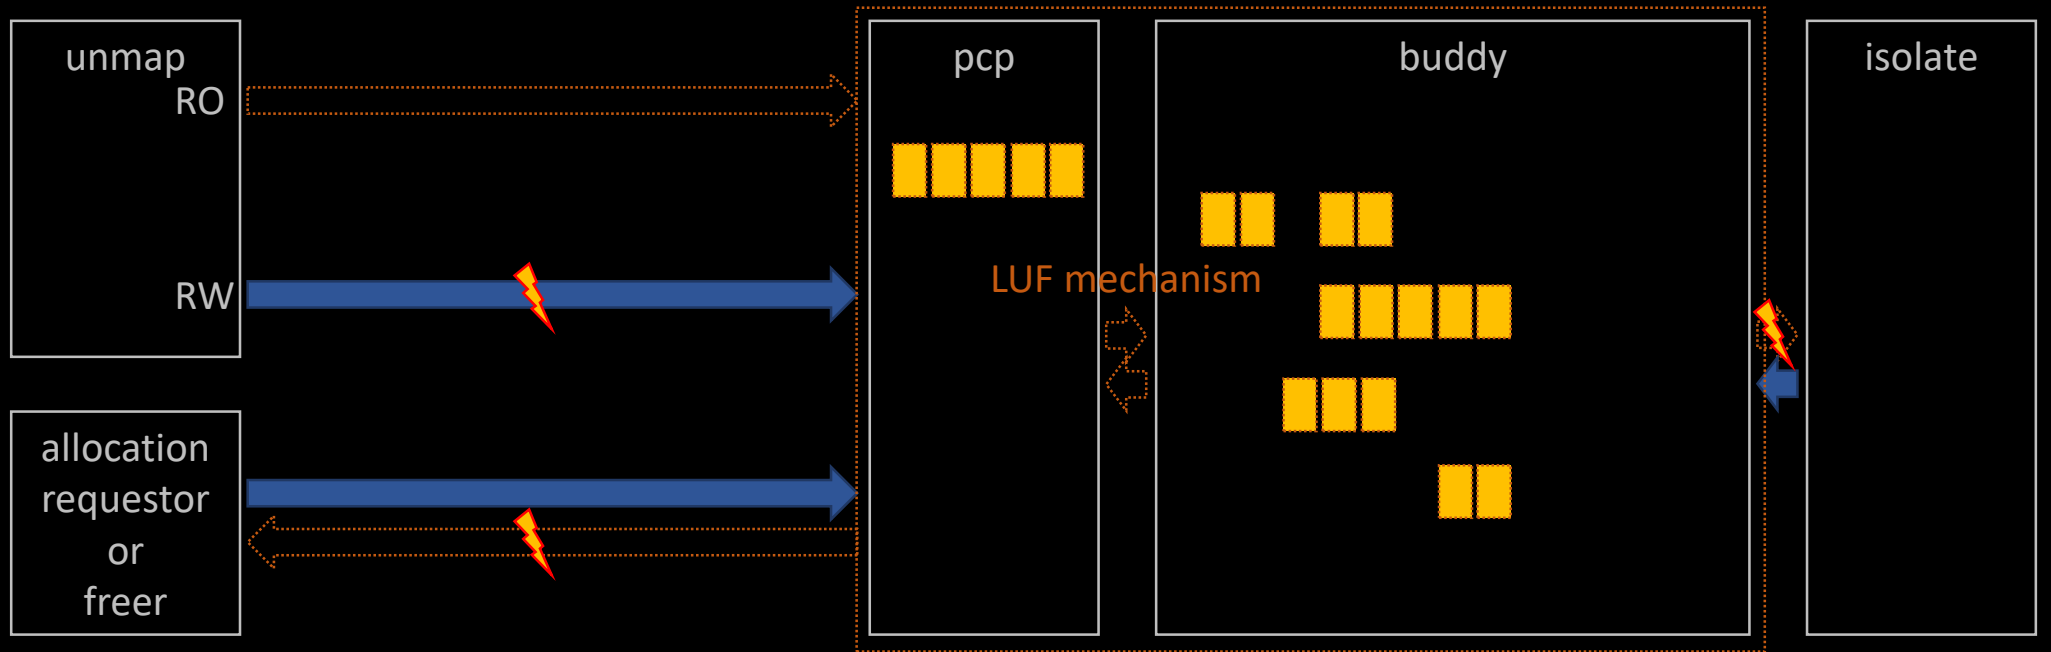 unmap
RO
RW
allocation
requestor
or
freer
pcp
LUF mechanism
buddy
isolate